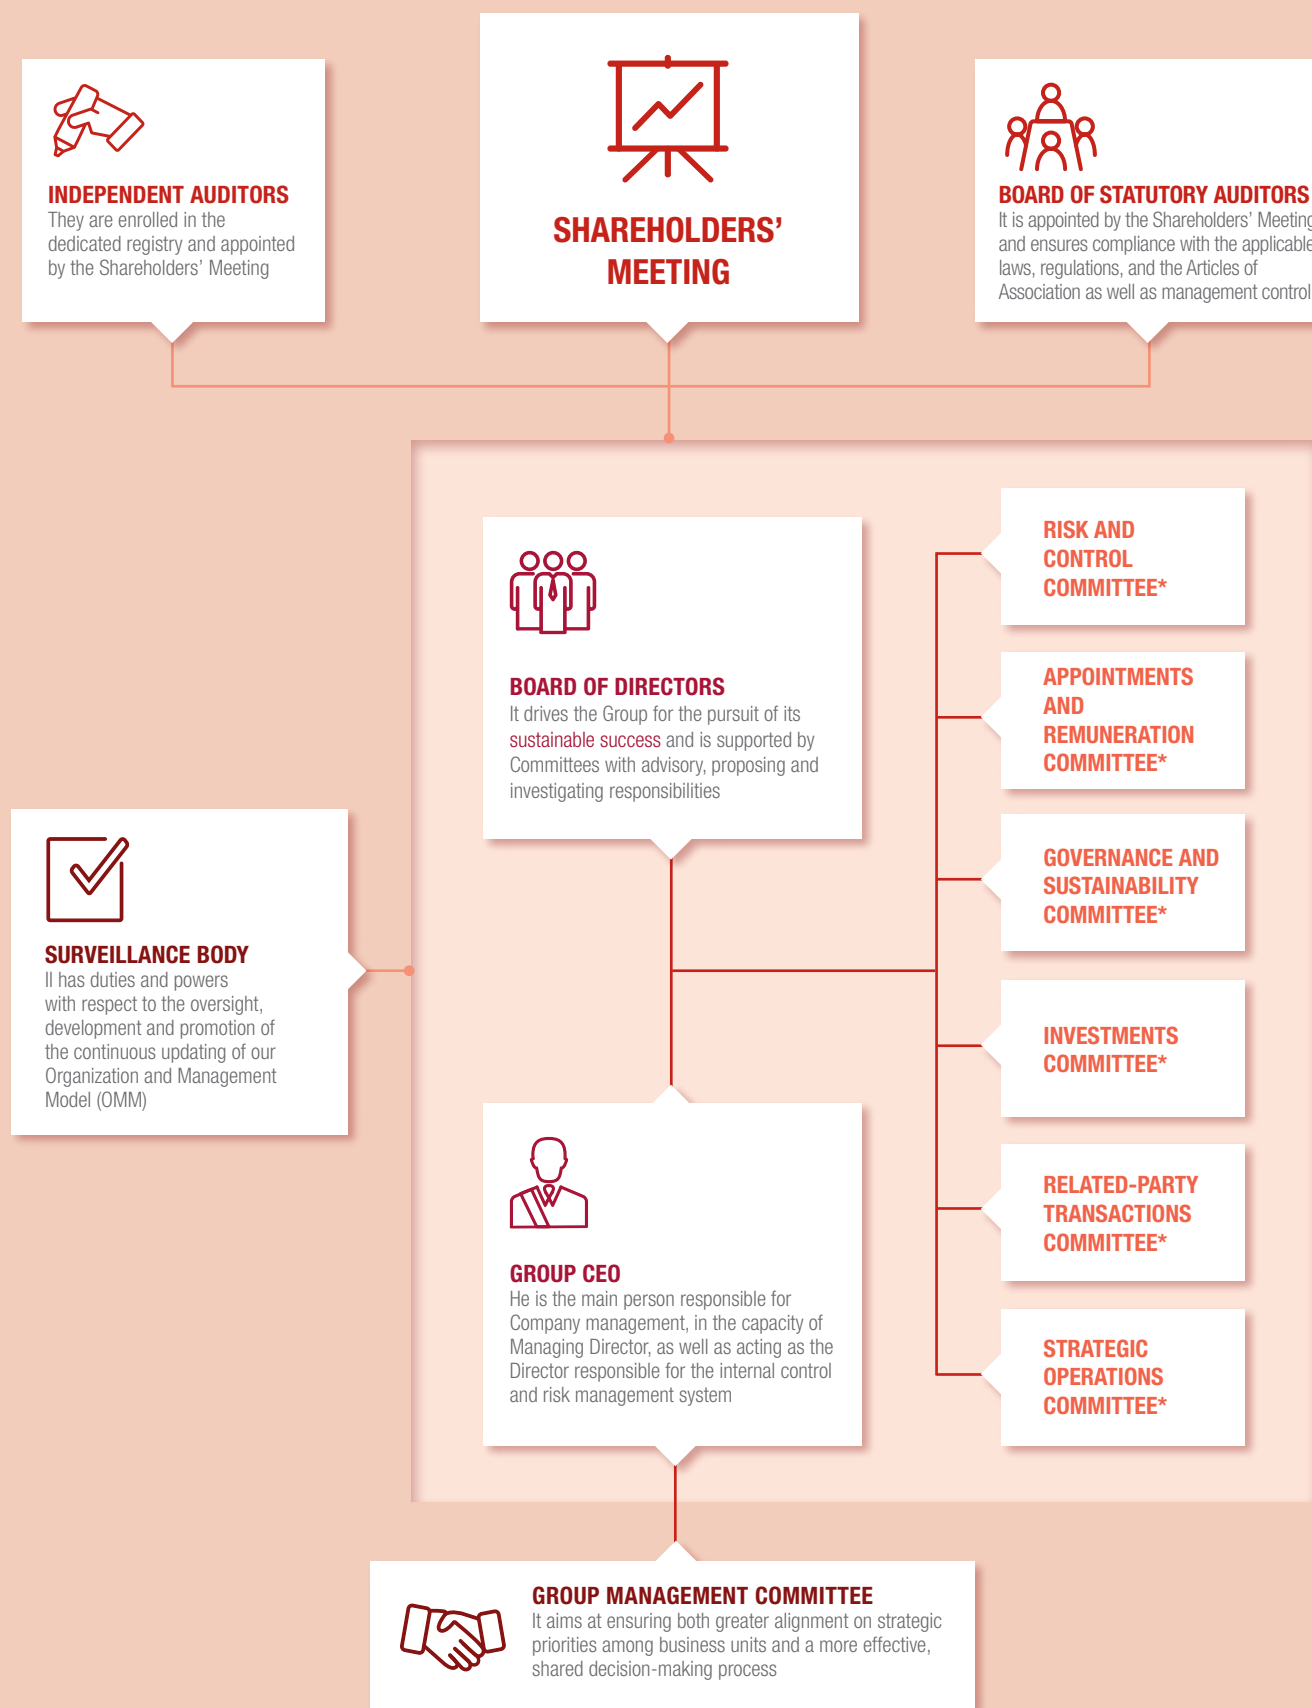 INDEPENDENT AUDITORS
They are enrolled in the
dedicated registry and appointed
by the Shareholders' Meeting
SHAREHOLDERS'
MEETING
BOARD OF STATUTORY AUDITORS
It is appointed by the Shareholders' Meeting
and ensures compliance with the applicable
laws, regulations, and the Articles of
Association as well as management control
BOARD OF DIRECTORS
It drives the Group for the pursuit of its
sustainable success and is supported by
Committees with advisory, proposing and
investigating responsibilities
RISK AND
CONTROL
COMMITTEE*
APPOINTMENTS
AND
REMUNERATION
COMMITTEE*
GOVERNANCE AND
SUSTAINABILITY
COMMITTEE*
INVESTMENTS
COMMITTEE*
RELATED-PARTY
TRANSACTIONS
COMMITTEE*
STRATEGIC
OPERATIONS
COMMITTEE*
SURVEILLANCE BODY
Il has duties and powers
with respect to the oversight,
development and promotion of
the continuous updating of our
Organization and Management
Model (OMM)
GROUP CEO
He is the main person responsible for
Company management, in the capacity of
Managing Director, as well as acting as the
Director responsible for the internal control
and risk management system
GROUP MANAGEMENT COMMITTEE
It aims at ensuring both greater alignment on strategic
priorities among business units and a more effective,
shared decision-making process